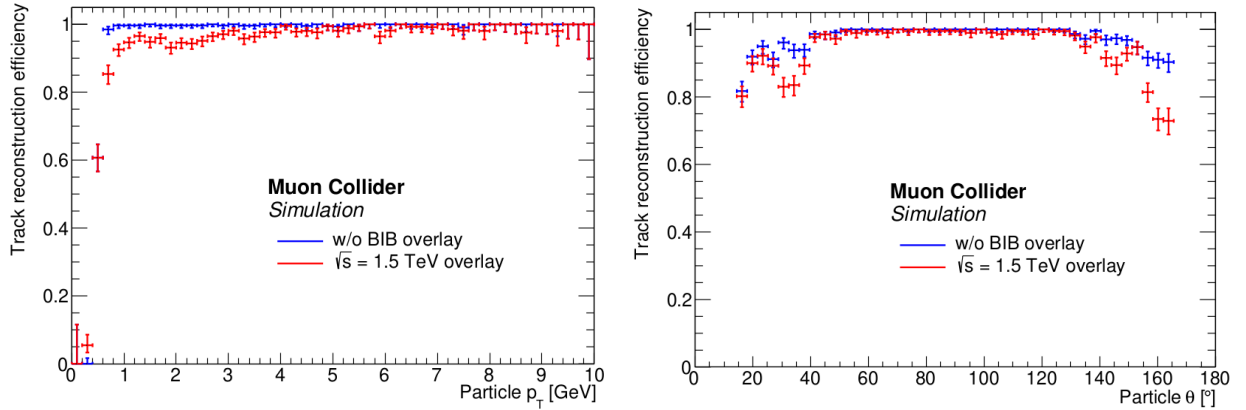 Track reconstruction efficiency
1
0.8
0.6
0.4
0.2
0
Muon Collider
Simulation
w/o BIB overlay
√s = 1.5 TeV overlay
0 1 2 3 4 5 6 7 8 9 10
Particle p_T [GeV]
Track reconstruction efficiency
1
0.8
0.6
0.4
0.2
0
Muon Collider
Simulation
w/o BIB overlay
√s = 1.5 TeV overlay
0 20 40 60 80 100 120 140 160 180
Particle θ [°]